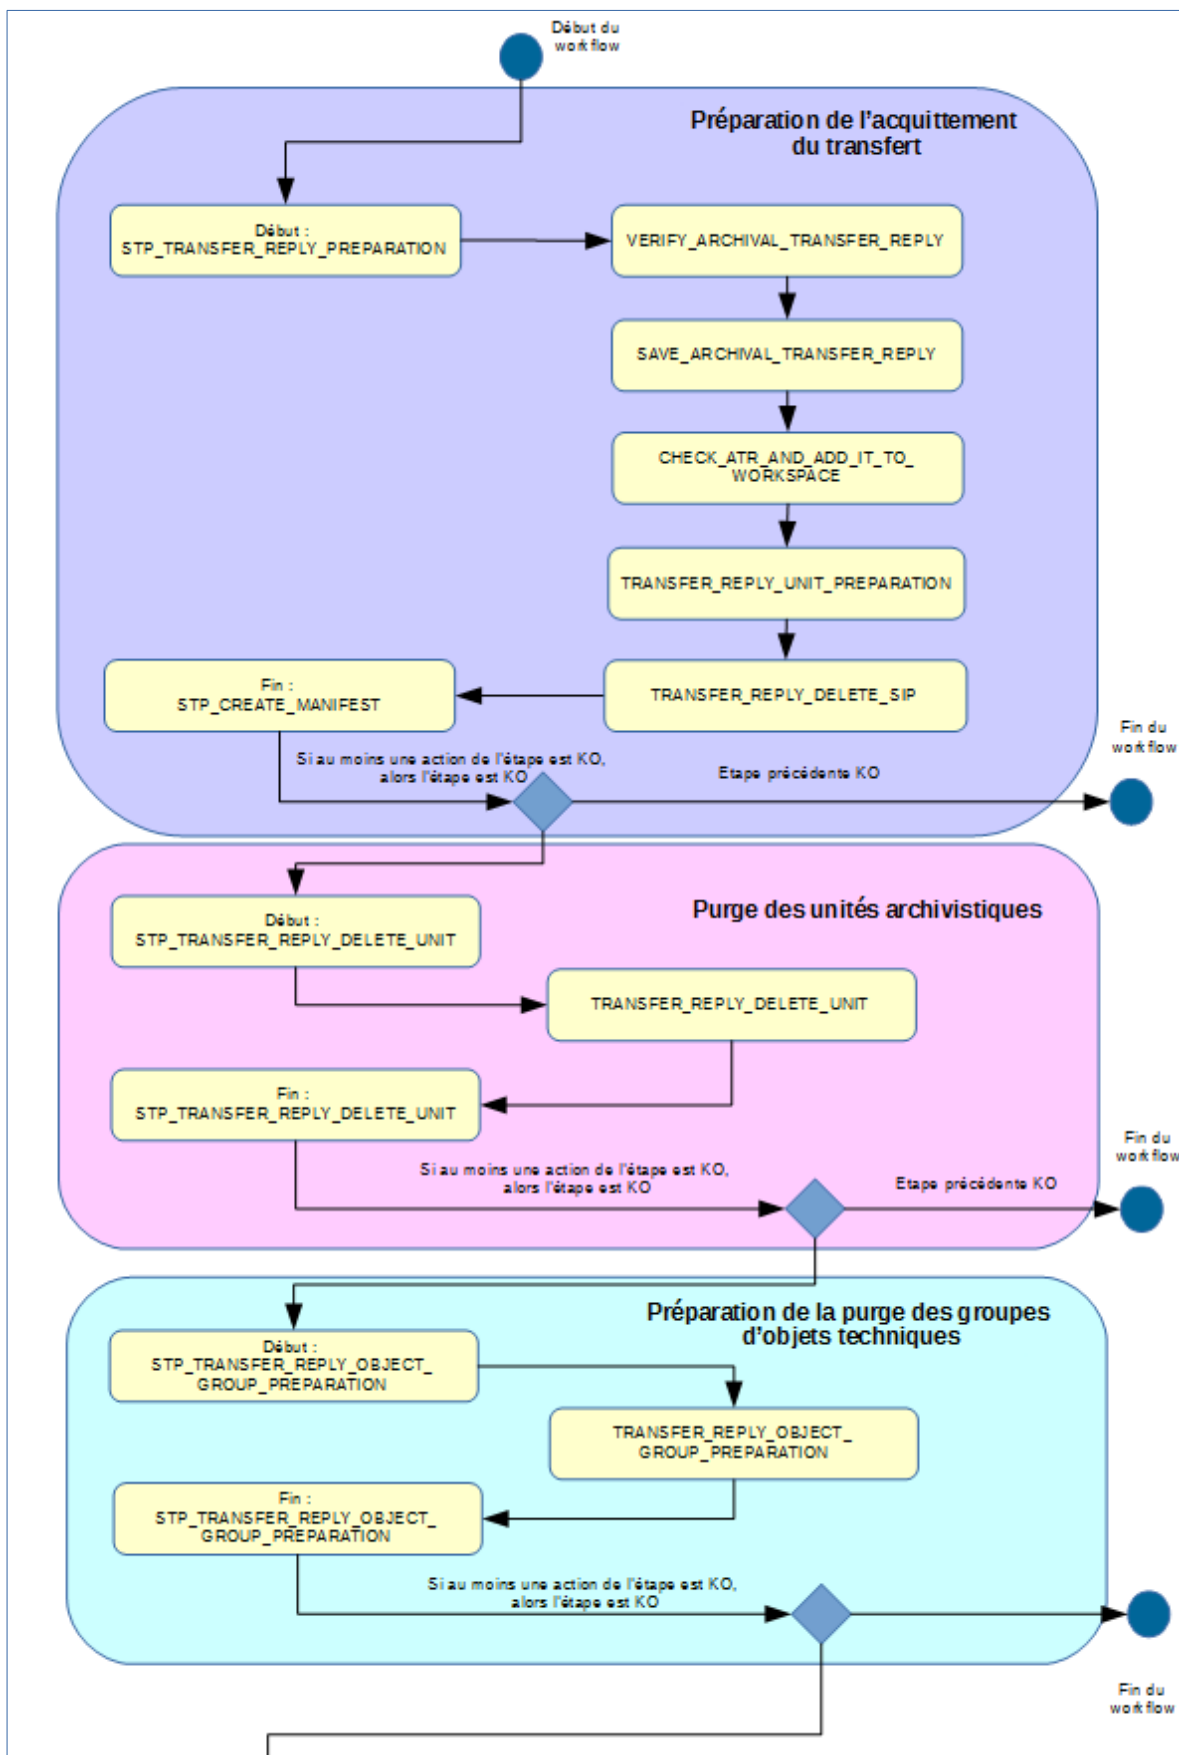 Début du
workflow
Préparation de l'acquittement
du transfert
Début :
STP_TRANSFER_REPLY_PREPARATION
VERIFY_ARCHIVAL_TRANSFER_REPLY
SAVE_ARCHIVAL_TRANSFER_REPLY
CHECK_ATR_AND_ADD_IT_TO_
WORKSPACE
TRANSFER_REPLY_UNIT_PREPARATION
TRANSFER_REPLY_DELETE_SIP
Fin :
STP_CREATE_MANIFEST
Si au moins une action de l'étape est KO,
alors l'étape est KO
Etape précédente KO
Fin du
workflow
Purge des unités archivistiques
Début :
STP_TRANSFER_REPLY_DELETE_UNIT
TRANSFER_REPLY_DELETE_UNIT
Fin :
STP_TRANSFER_REPLY_DELETE_UNIT
Si au moins une action de l'étape est KO,
alors l'étape est KO
Etape précédente KO
Fin du
workflow
Préparation de la purge des groupes
d'objets techniques
Début :
STP_TRANSFER_REPLY_OBJECT_
GROUP_PREPARATION
TRANSFER_REPLY_OBJECT_
GROUP_PREPARATION
Fin :
STP_TRANSFER_REPLY_OBJECT_
GROUP_PREPARATION
Si au moins une action de l'étape est KO,
alors l'étape est KO
Fin du
workflow